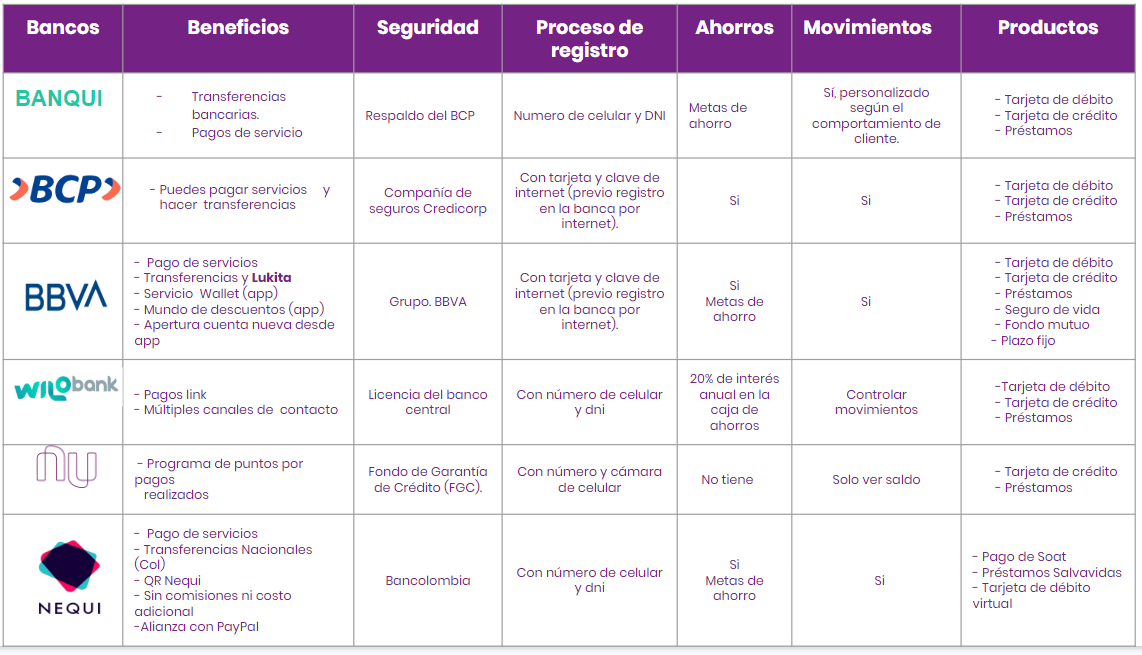 Bancos
Beneficios
Seguridad
Proceso de
registro
Ahorros
Movimientos
Productos
BANQUI
- Transferencias
bancarias.
- Pagos de servicio
Respaldo del BCP
Numero de celular y DNI
Metas de
ahorro
Sí, personalizado
según el
comportamiento de
cliente.
- Tarjeta de débito
- Tarjeta de crédito
- Préstamos
BCP
- Puedes pagar servicios y
hacer transferencias
Compañía de
seguros Credicorp
Con tarjeta y clave de
internet (previo registro
en la banca por
internet).
Si
Si
- Tarjeta de débito
- Tarjeta de crédito
- Préstamos
BBVA
- Pago de servicios
- Transferencias y Lukita
- Servicio Wallet (app)
- Mundo de descuentos (app)
- Apertura cuenta nueva desde
app
Grupo. BBVA
Con tarjeta y clave de
internet (previo registro
en la banca por
internet).
Si
Metas de
ahorro
Si
- Tarjeta de débito
- Tarjeta de crédito
- Préstamos
- Seguro de vida
- Fondo mutuo
- Plazo fijo
wilobank
- Pagos link
- Múltiples canales de contacto
Licencia del banco
central
Con número de celular
y dni
20% de interés
anual en la
caja de
ahorros
Controlar
movimientos
-Tarjeta de débito
- Tarjeta de crédito
- Préstamos
nu
- Programa de puntos por
pagos
realizados
Fondo de Garantía
de Crédito (FGC).
Con número y cámara
de celular
No tiene
Solo ver saldo
- Tarjeta de crédito
- Préstamos
NEQUI
- Pago de servicios
- Transferencias Nacionales
(Col)
- QR Nequi
- Sin comisiones ni costo
adicional
-Alianza con PayPal
Bancolombia
Con número de celular
y dni
Si
Metas de
ahorro
Si
- Pago de Soat
- Préstamos Salvavidas
- Tarjeta de débito
virtual